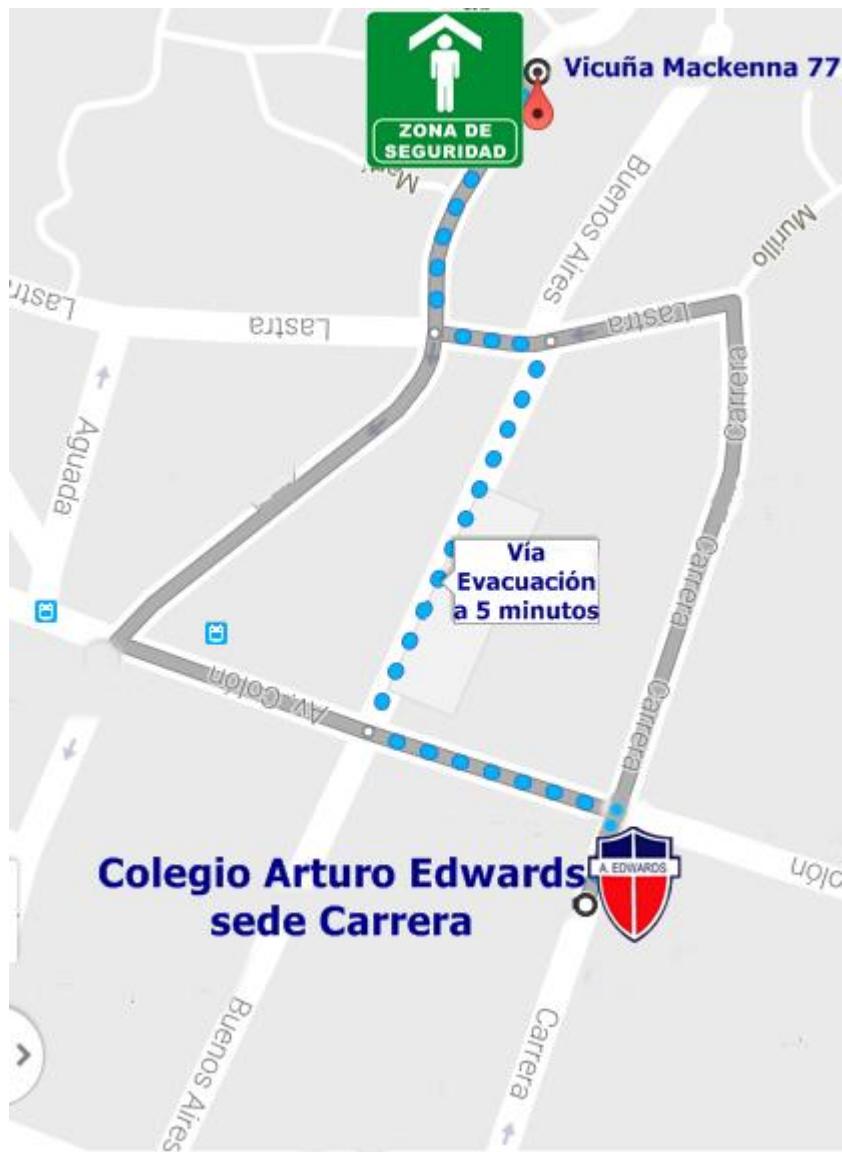 Vicuña Mackenna 77
ZONA DE
SEGURIDAD
Buenos Aires
Murillo
Lastra
Lastra
Lastra
Carrera
Aguada
Carrera
Vía
Evacuación
a 5 minutos
Av. Colón
Carrera
Colegio Arturo Edwards
sede Carrera
A. EDWARDS
olón
Buenos Aires
Carrera